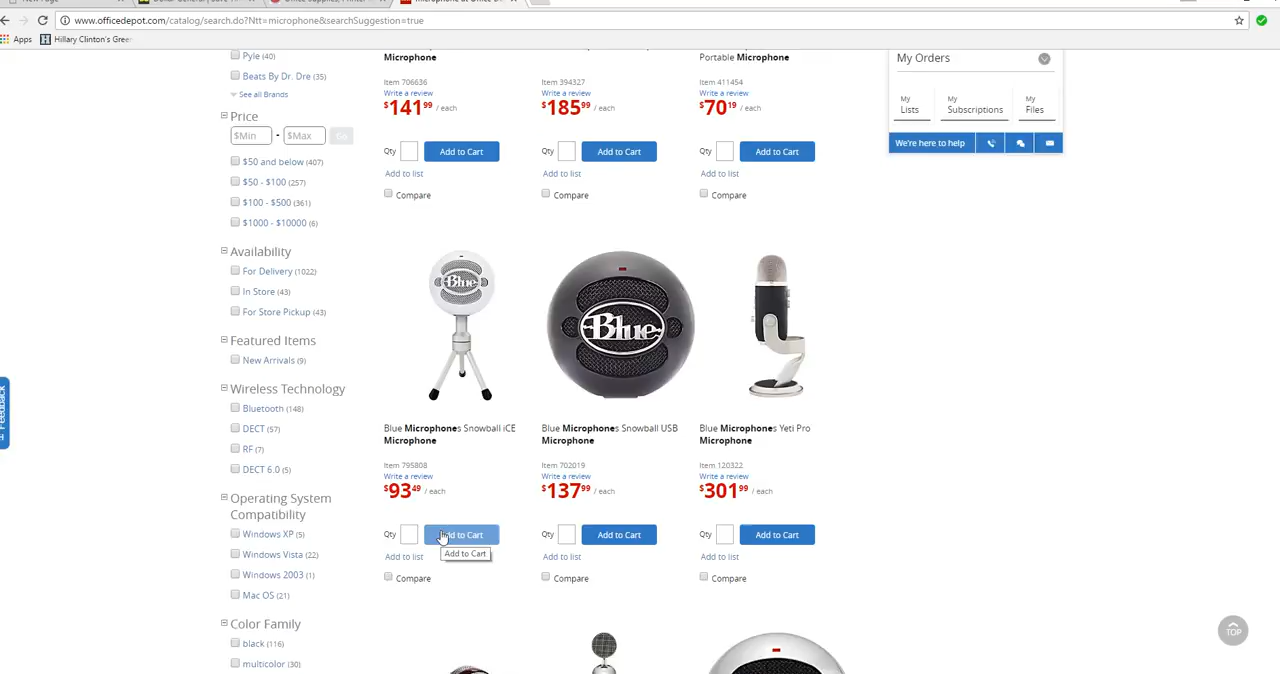 www.officedepot.com/catalog/search.do?Ntt=microphone&searchSuggestion=true
Apps
Hillary Clinton's Gree
Pyle (40)
Beats By Dr. Dre (35)
See all Brands
Price
$Min - $Max Go
$50 and below (407)
$50 - $100 (257)
$100 - $500 (361)
$1000 - $10000 (6)
Availability
For Delivery (1022)
In Store (43)
For Store Pickup (43)
Featured Items
New Arrivals (9)
Wireless Technology
Bluetooth (148)
DECT (57)
RF (7)
DECT 6.0 (5)
Operating System
Compatibility
Windows XP (5)
Windows Vista (22)
Windows 2003 (1)
Mac OS (21)
Color Family
black (116)
multicolor (30)
Microphone
Item 706636
Write a review
$141.99 / each
Qty Add to Cart
Add to list
Compare
Item 394327
Write a review
$185.99 / each
Qty Add to Cart
Add to list
Compare
Portable Microphone
Item 411454
Write a review
$70.19 / each
Qty Add to Cart
Add to list
Compare
Blue
Blue Microphones Snowball iCE
Microphone
Item 795808
Write a review
$93.49 / each
Qty Add to Cart
Add to Cart
Add to list
Compare
Blue
Blue Microphones Snowball USB
Microphone
Item 702019
Write a review
$137.99 / each
Qty Add to Cart
Add to list
Compare
Blue Microphones Yeti Pro
Microphone
Item 120322
Write a review
$301.99 / each
Qty Add to Cart
Add to list
Compare
My Orders
My
Lists
My
Subscriptions
My
Files
We're here to help
Feedback
TOP